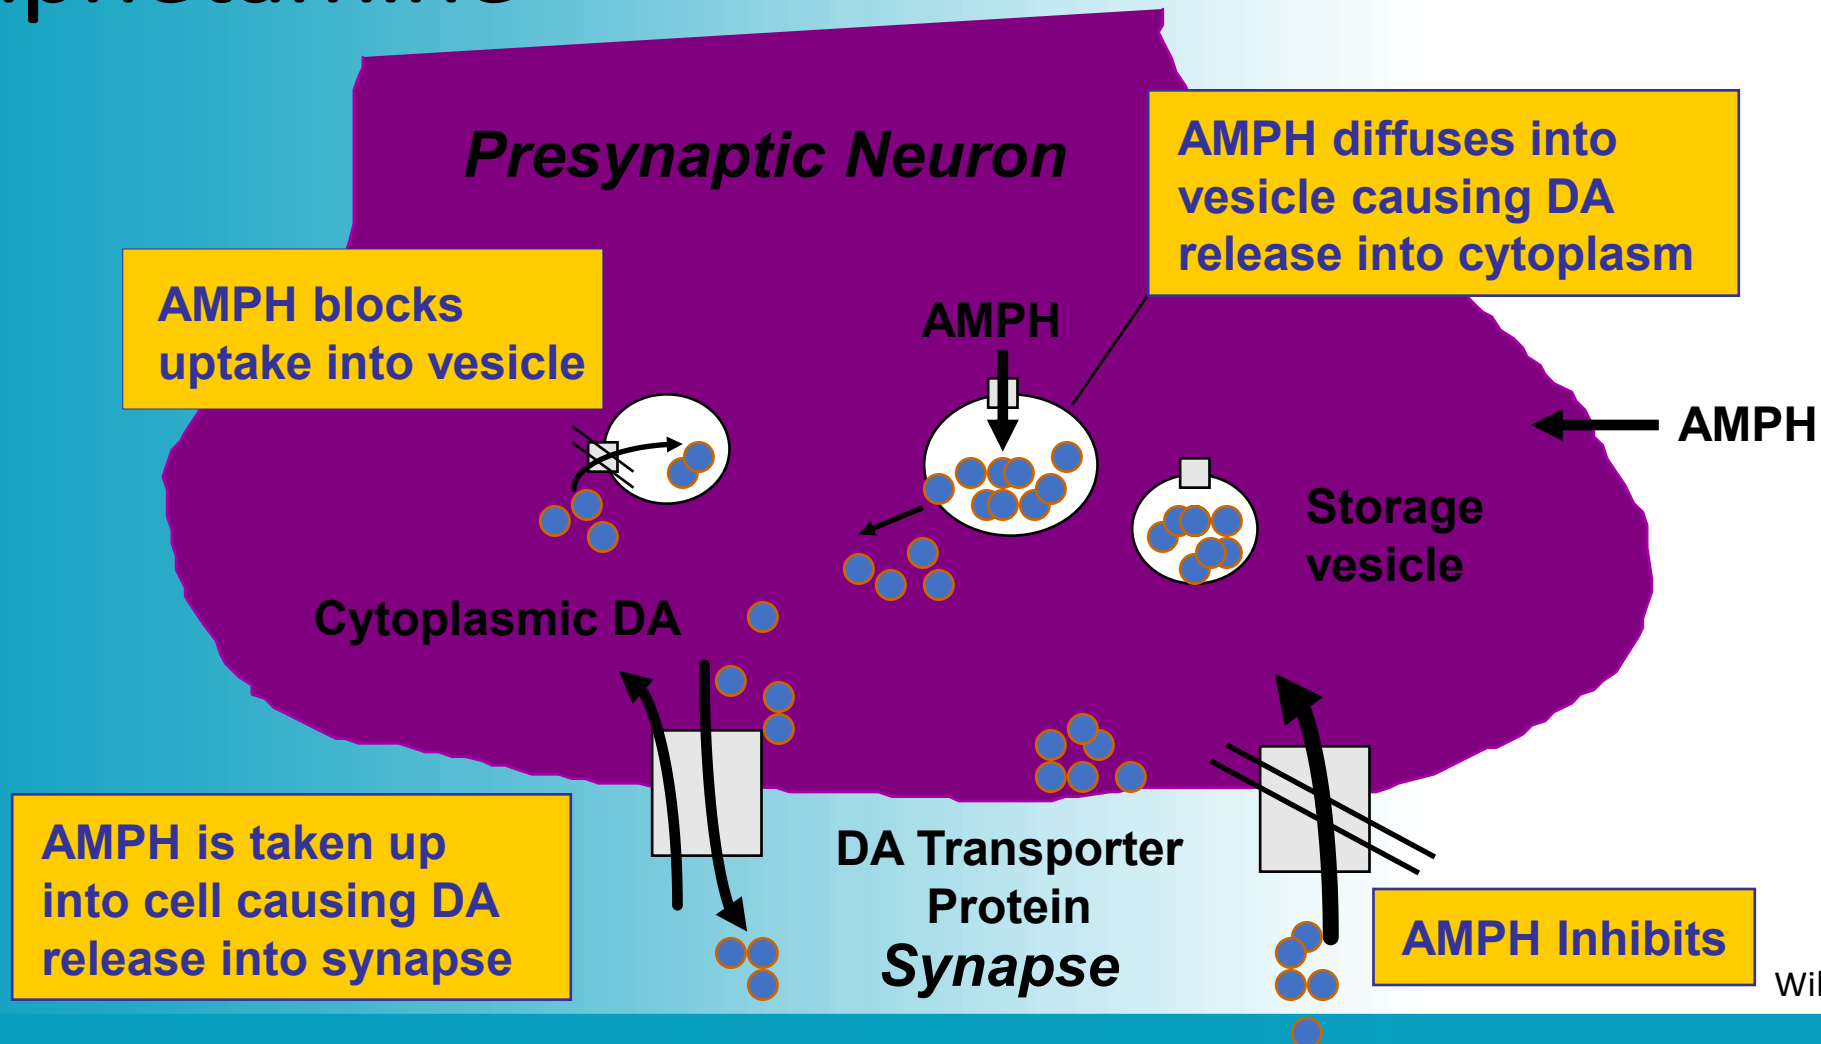 Presynaptic Neuron
AMPH diffuses into
vesicle causing DA
release into cytoplasm
AMPH blocks
uptake into vesicle
AMPH
AMPH
Storage
vesicle
Cytoplasmic DA
AMPH is taken up
into cell causing DA
release into synapse
DA Transporter
Protein
Synapse
AMPH Inhibits